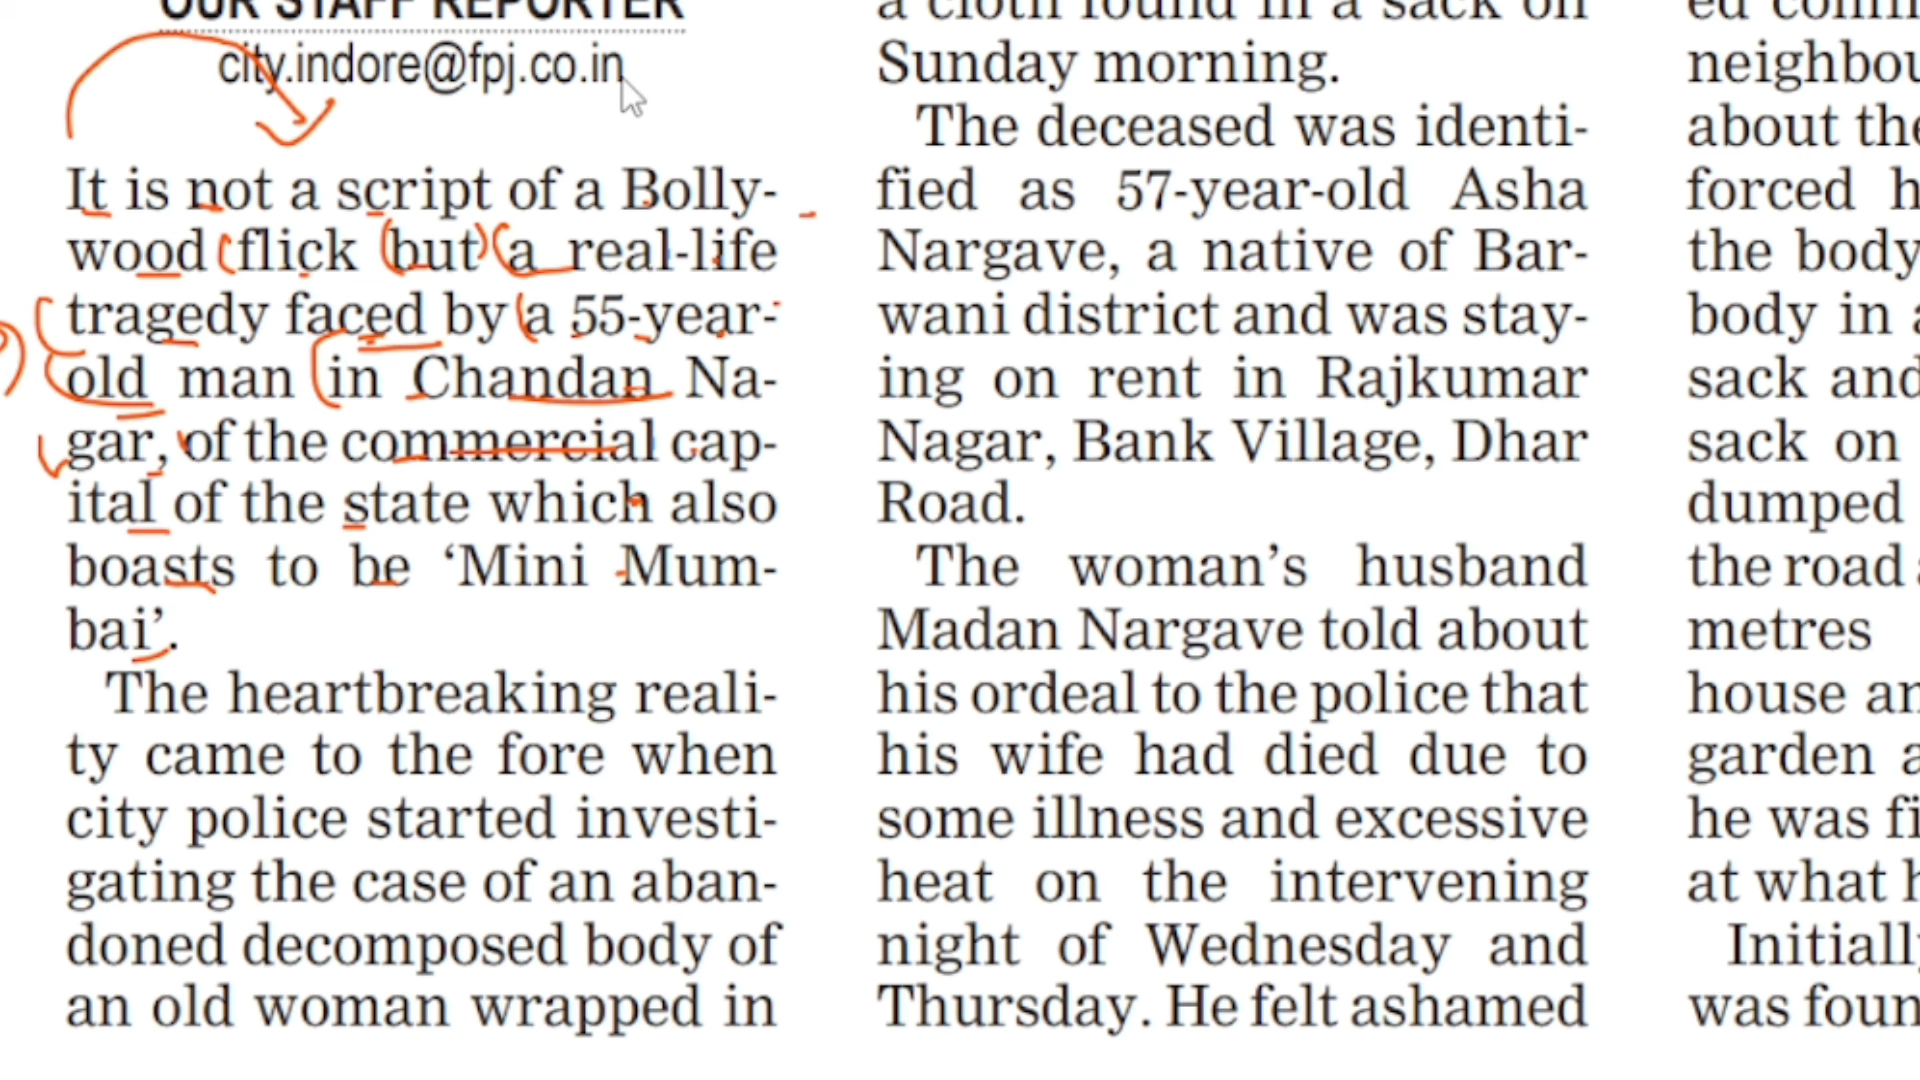 OUR STAFF REPORTER
city.indore@fpj.co.in
It is not a script of a Bolly-
wood flick but a real-life
tragedy faced by a 55-year-
old man in Chandan Na-
gar, of the commercial cap-
ital of the state which also
boasts to be ‘Mini Mum-
bai’.
The heartbreaking reali-
ty came to the fore when
city police started investi-
gating the case of an aban-
doned decomposed body of
an old woman wrapped in
a cloth found in a sack on
Sunday morning.
The deceased was identi-
fied as 57-year-old Asha
Nargave, a native of Bar-
wani district and was stay-
ing on rent in Rajkumar
Nagar, Bank Village, Dhar
Road.
The woman’s husband
Madan Nargave told about
his ordeal to the police that
his wife had died due to
some illness and excessive
heat on the intervening
night of Wednesday and
Thursday. He felt ashamed
about
forced
the body
body in
sack and
sack on
dumped
the road
metres
house
garden
he was
at what
was